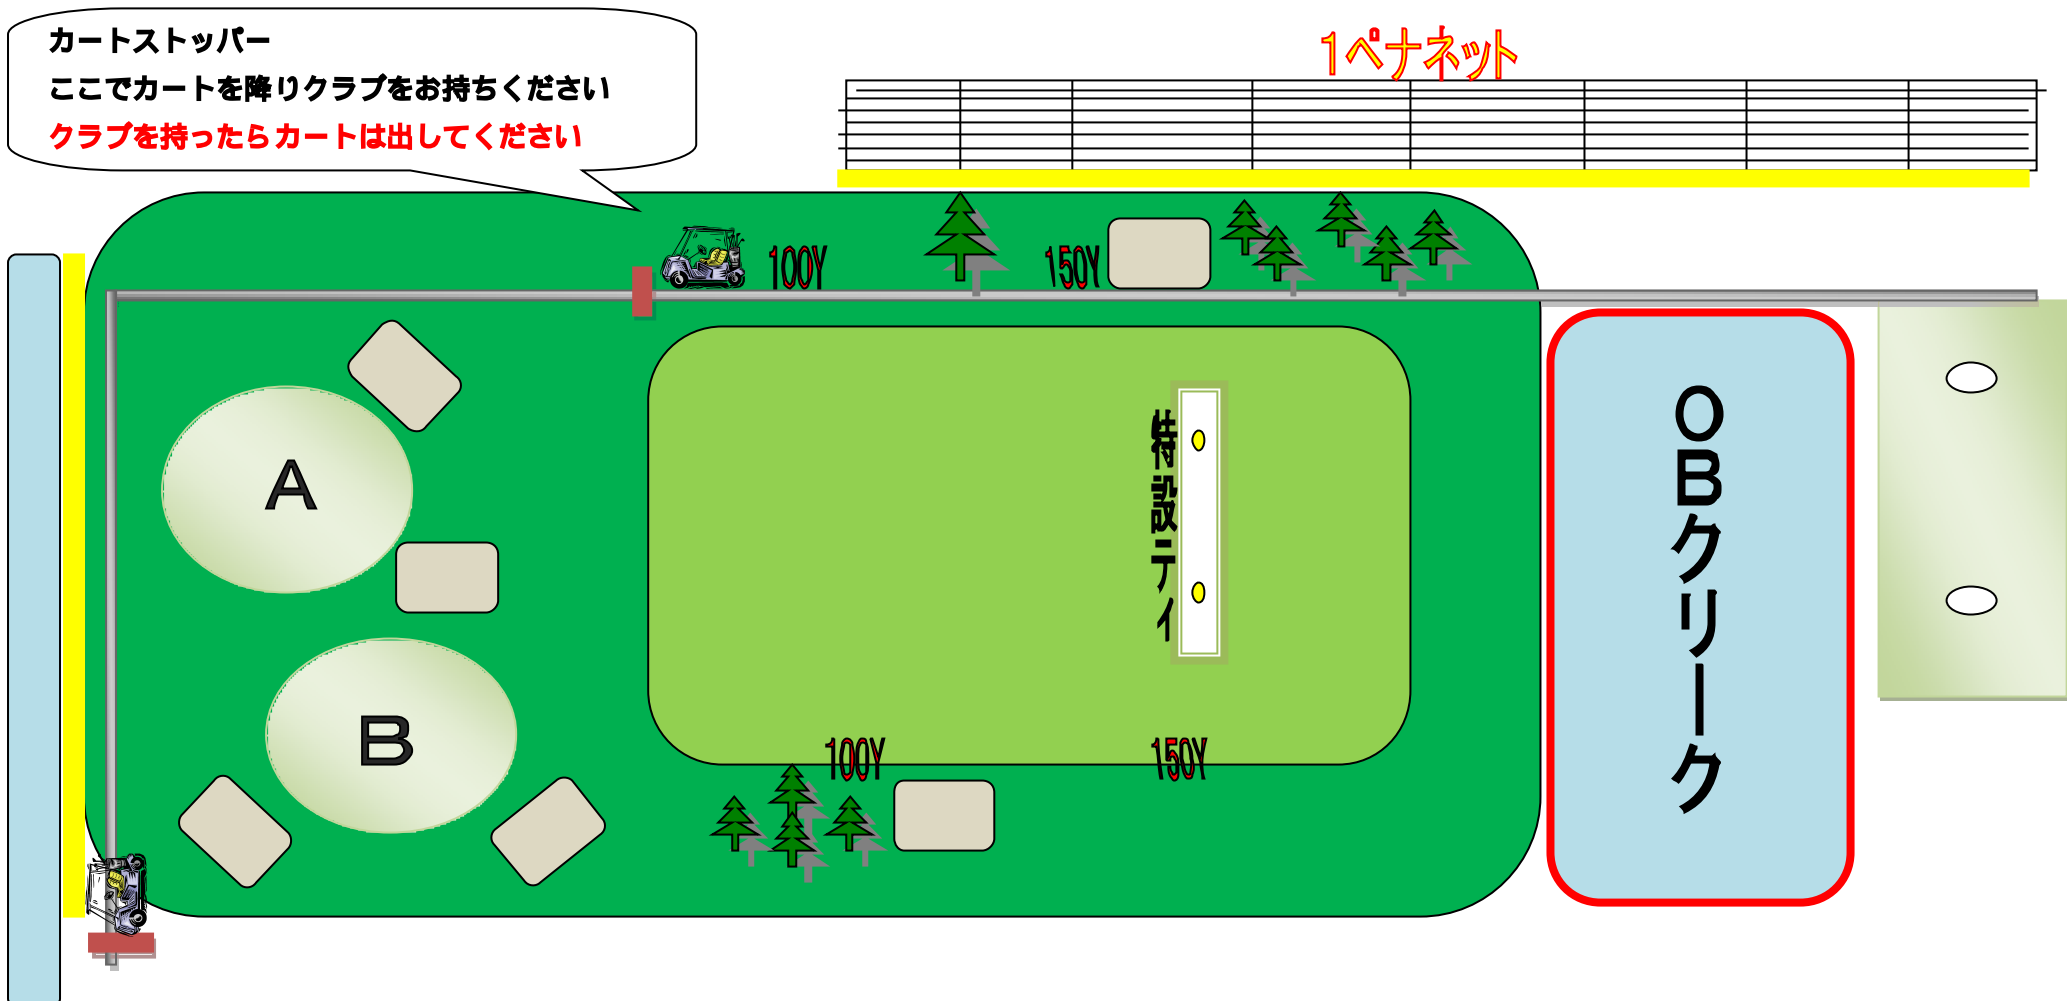 カートストッパー
ここでカートを降りクラブをお持ちください
クラブを持ったらカートは出してください
1ペナネット
100Y
150Y
A
特設ティ
OBクリーク
B
100Y
150Y